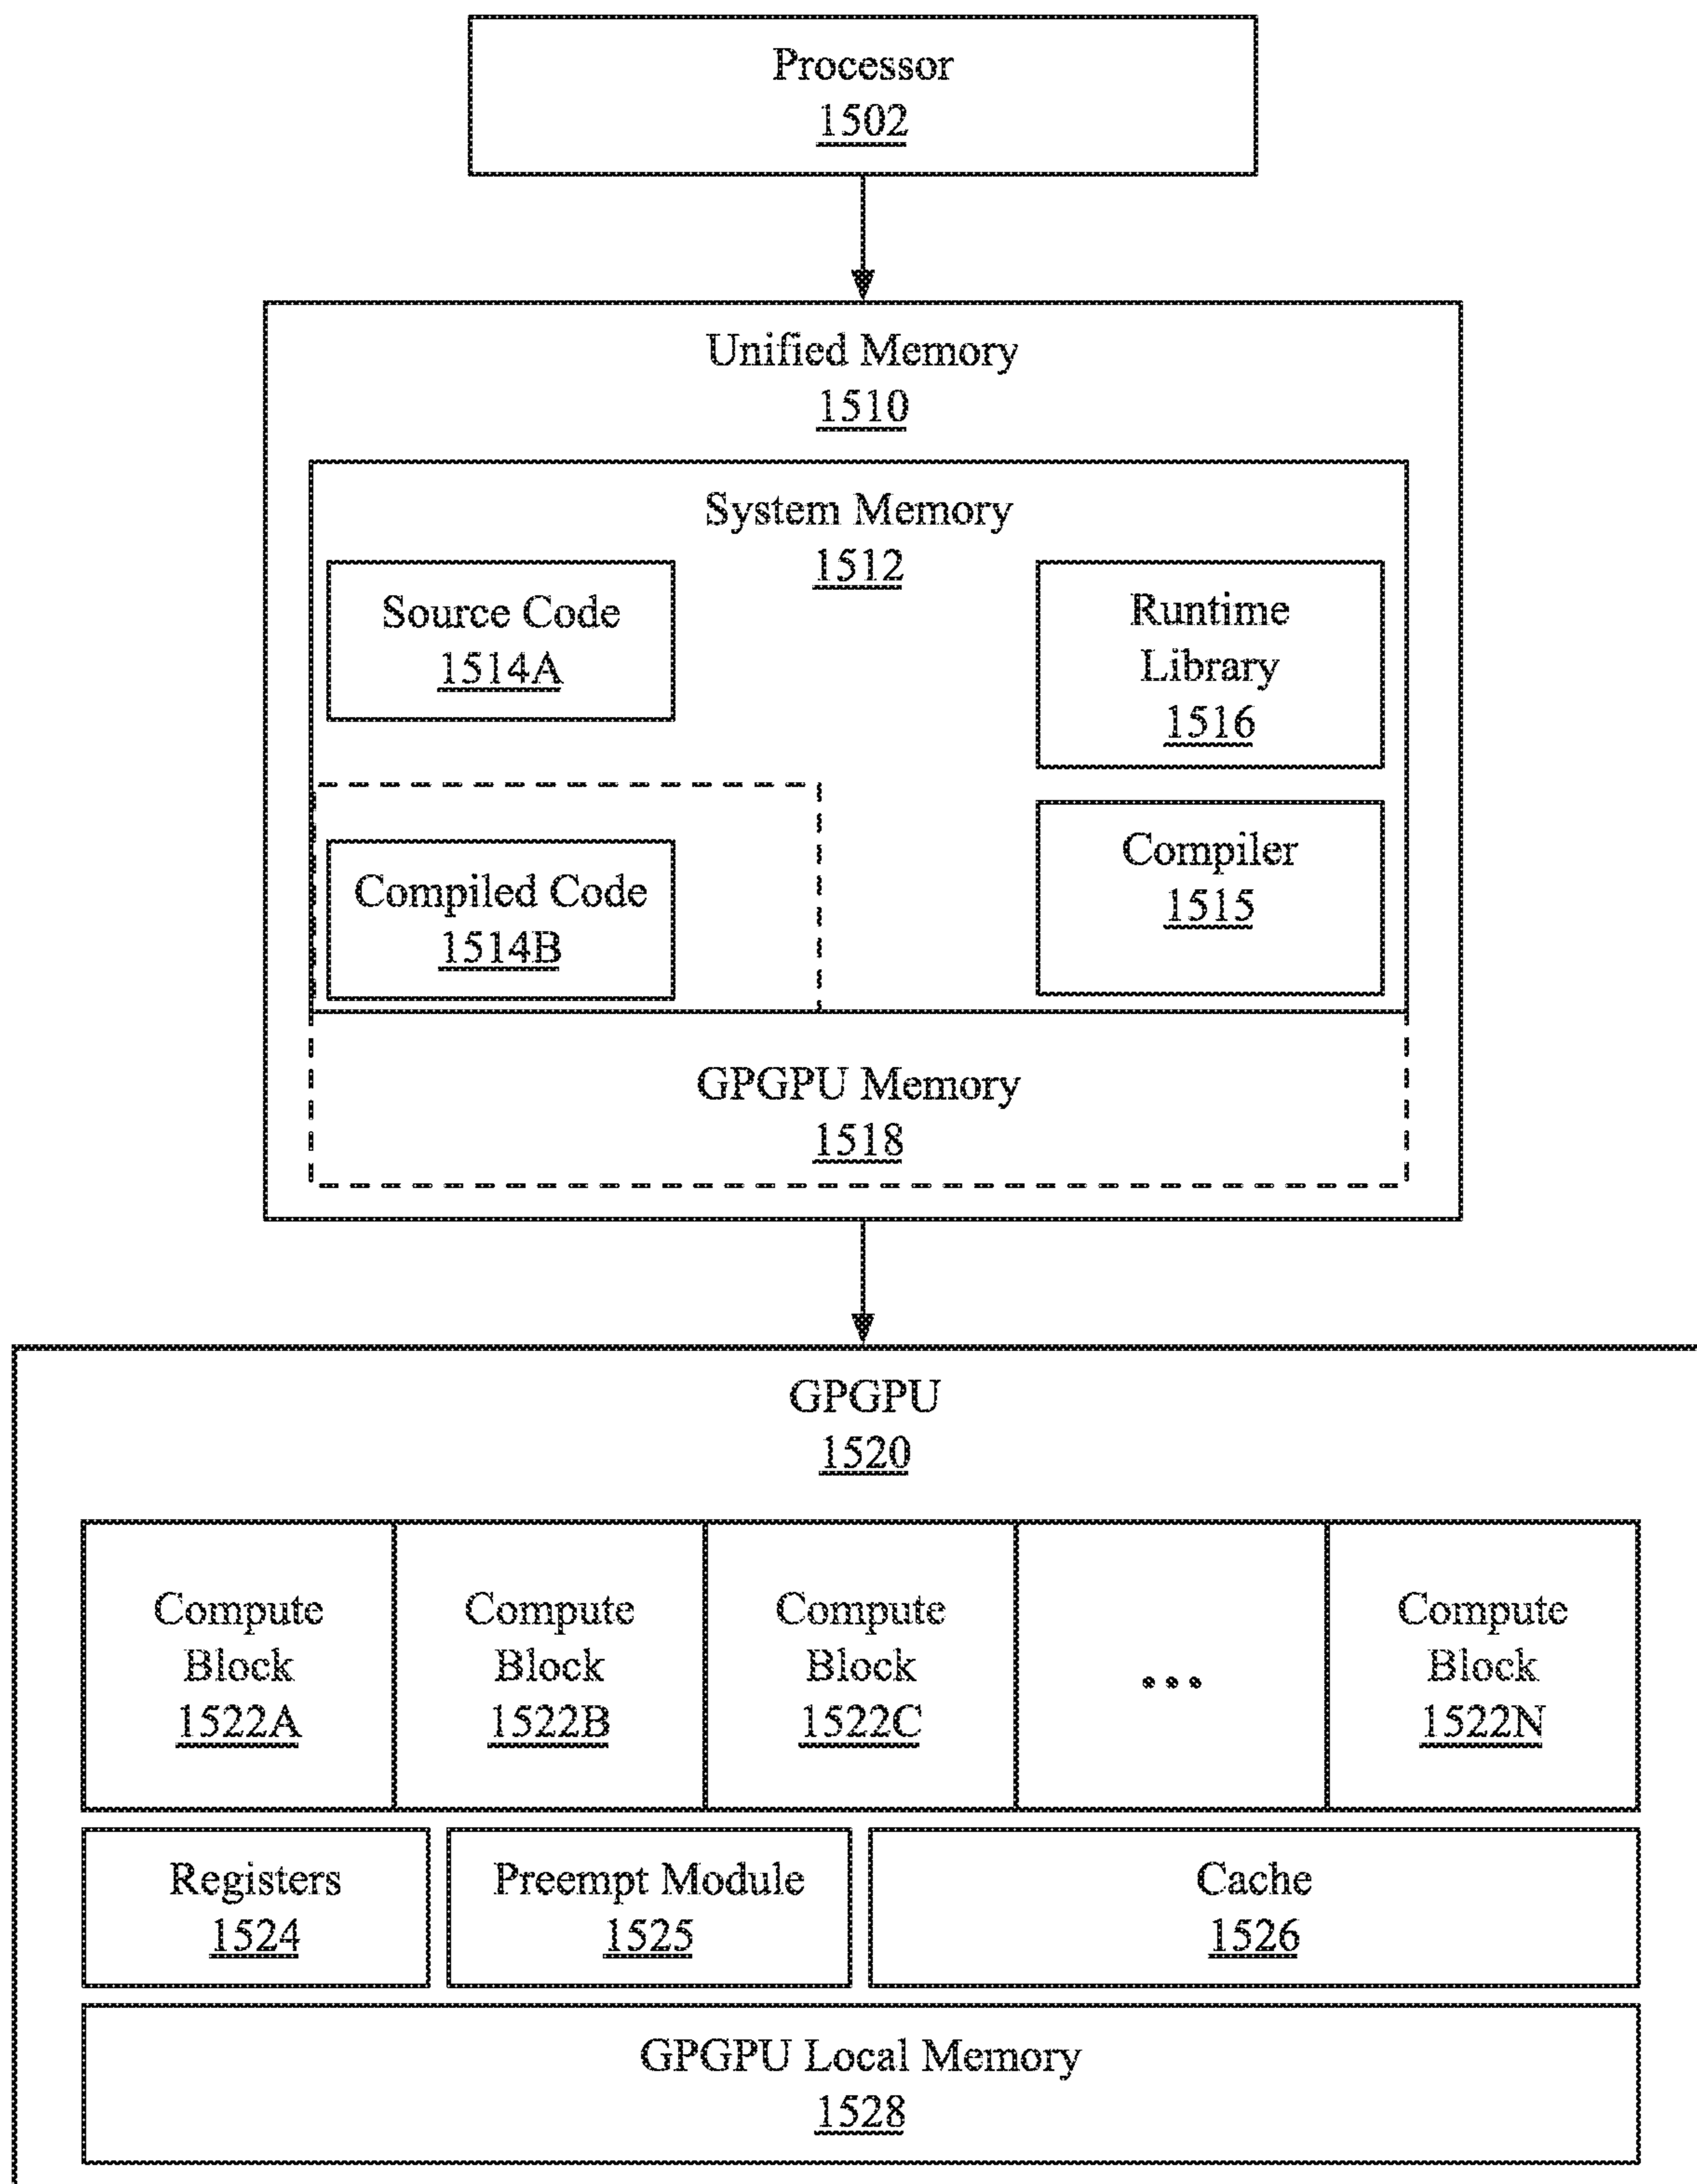 Processor
1502
Unified Memory
1510
System Memory
1512
Source Code
1514A
Runtime
Library
1516
Compiled Code
1514B
Compiler
1515
GPGPU Memory
1518
GPGPU
1520
Compute
Block
1522A
Compute
Block
1522B
Compute
Block
1522C
...
Compute
Block
1522N
Registers
1524
Preempt Module
1525
Cache
1526
GPGPU Local Memory
1528